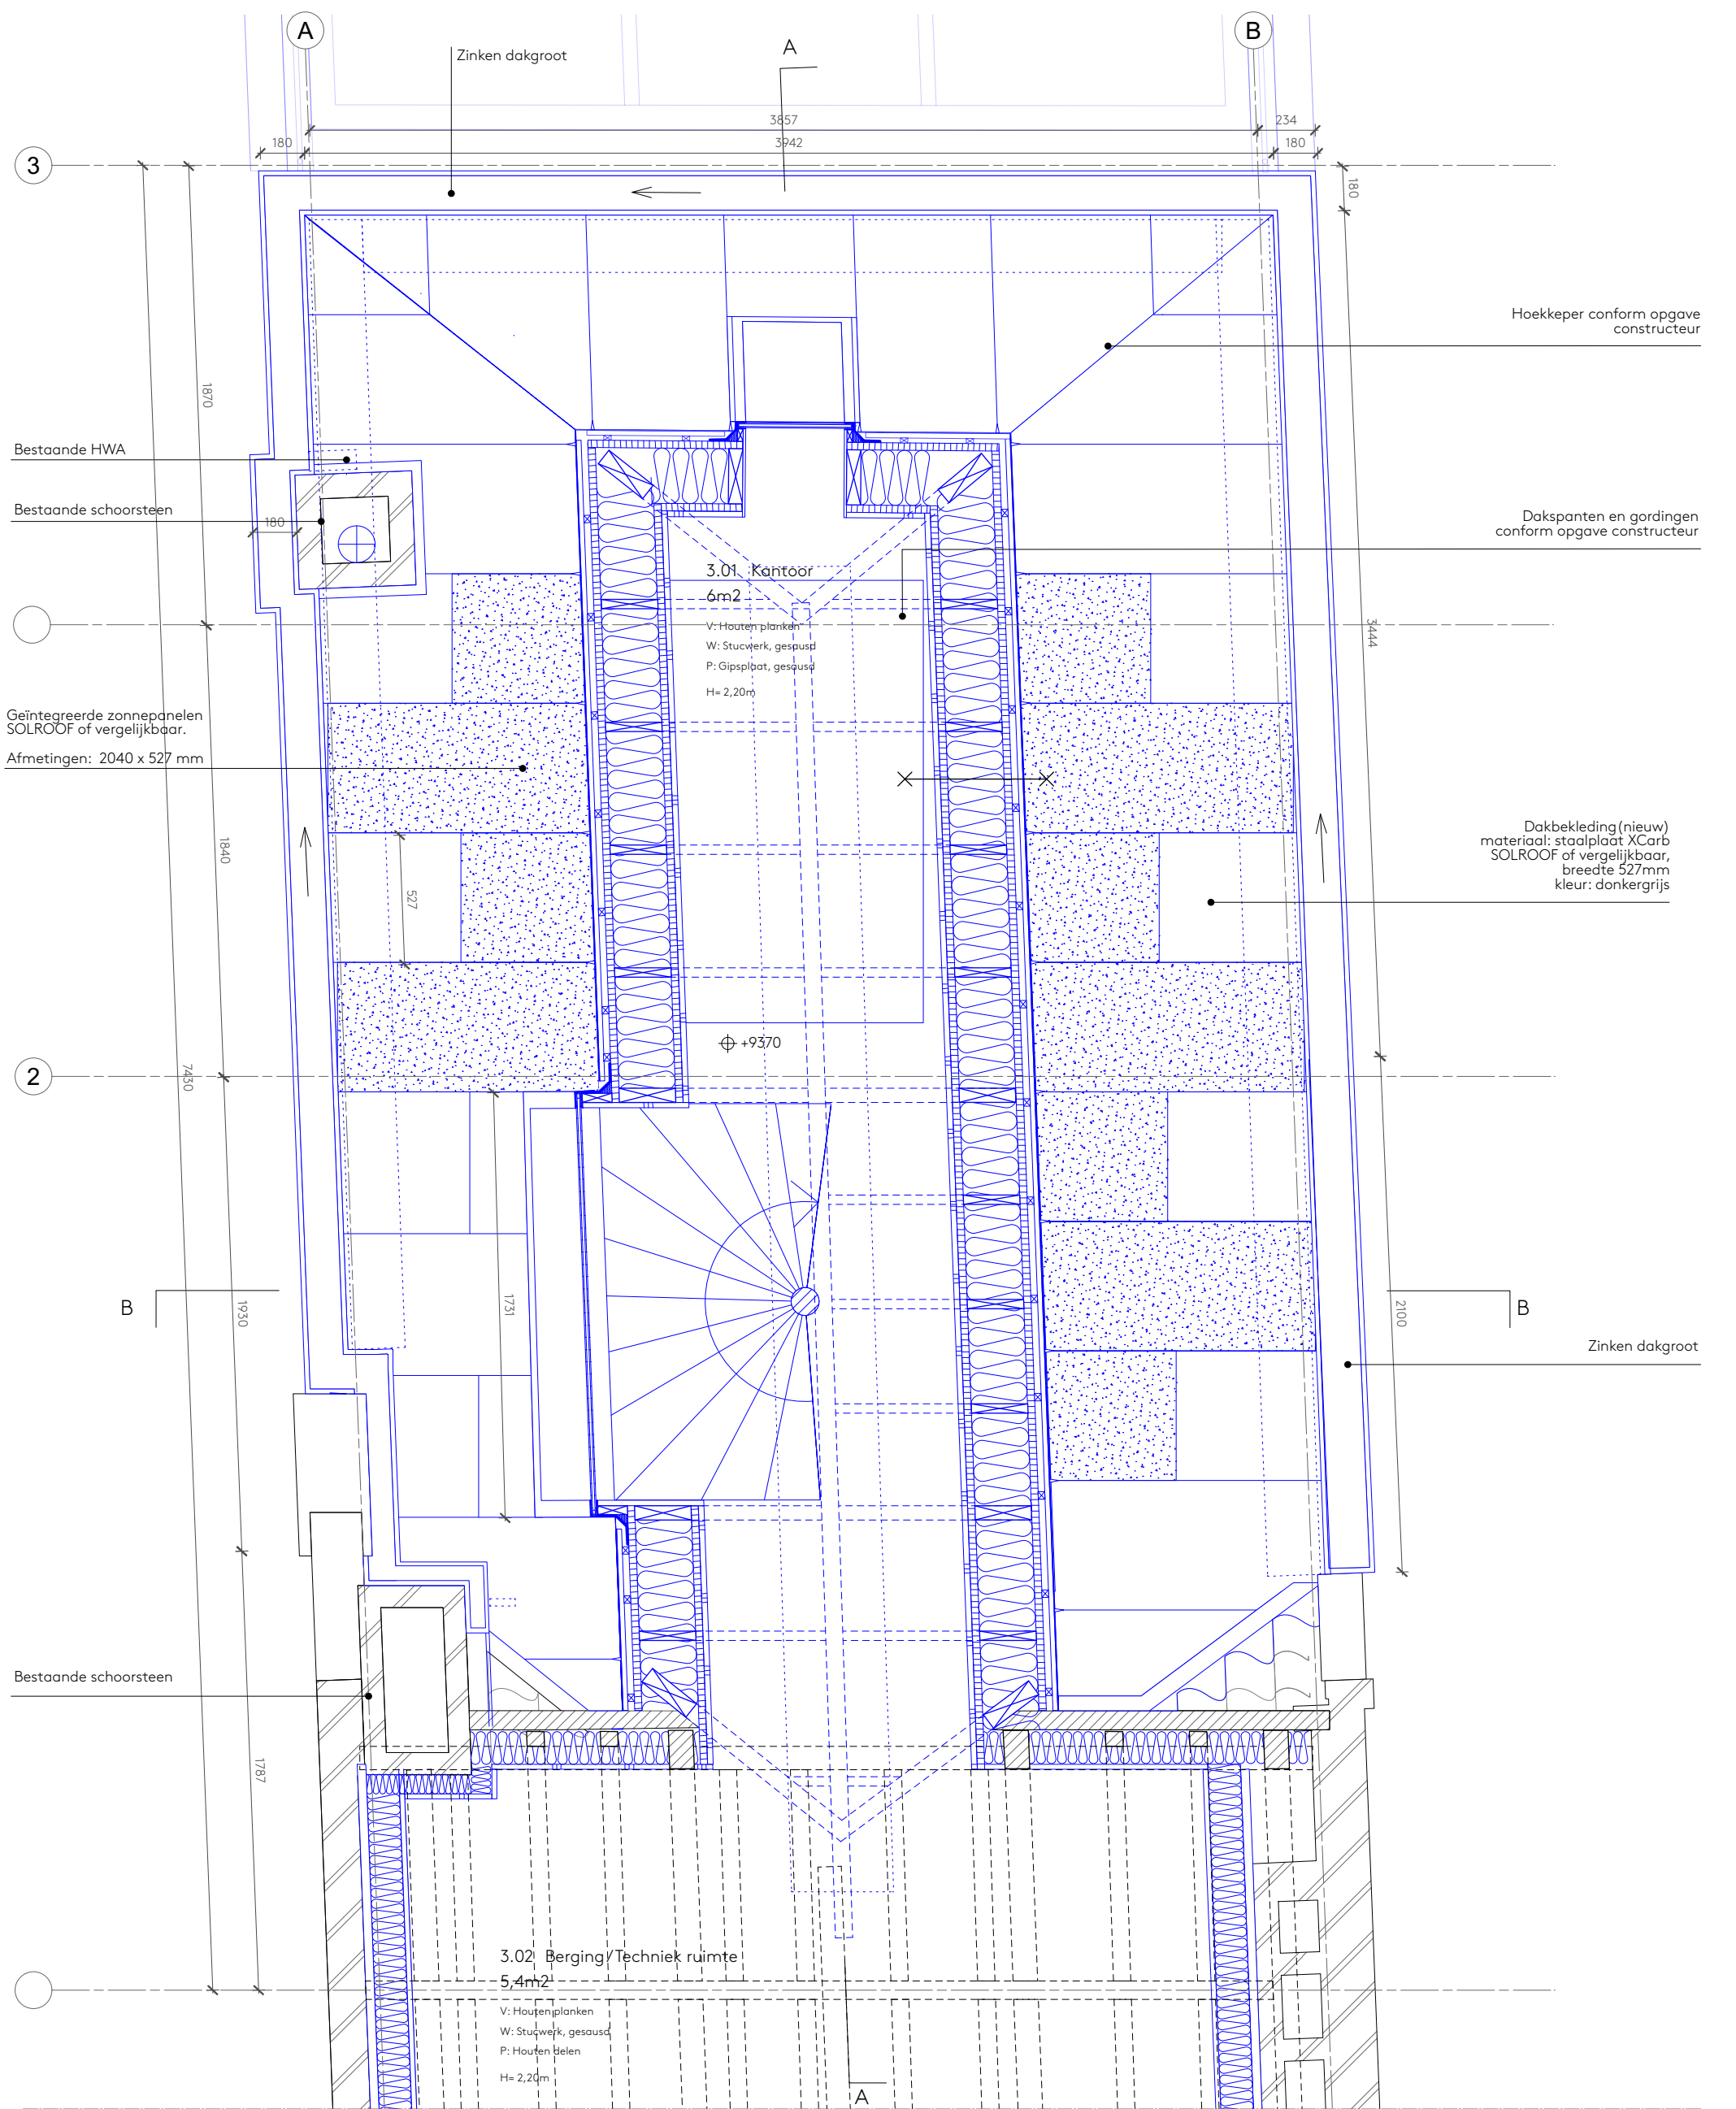 A
B
Zinken dakgroot
A
3857
234
180
3942
180
3
180
Hoekkeper conform opgave
constructeur
1870
Bestaande HWA
Bestaande schoorsteen
180
Dakspanten en gordingen
conform opgave constructeur
3.01 Kantoor
6m2
V: Houten planken
W: Stucwerk, gesausd
P: Gipsplaat, gesausd
H= 2,20m
3444
Geïntegreerde zonnepanelen
SOLROOF of vergelijkbaar.
Afmetingen: 2040 x 527 mm
1840
527
Dakbekleding (nieuw)
materiaal: staalplaat XCarb
SOLROOF of vergelijkbaar,
breedte 527mm
kleur: donkergrijs
+9370
2
7430
B
1930
1731
2100
B
Zinken dakgroot
Bestaande schoorsteen
1787
3.02 Berging/Techniek ruimte
5,4m2
V: Houten planken
W: Stucwerk, gesausd
P: Houten delen
H= 2,20m
A